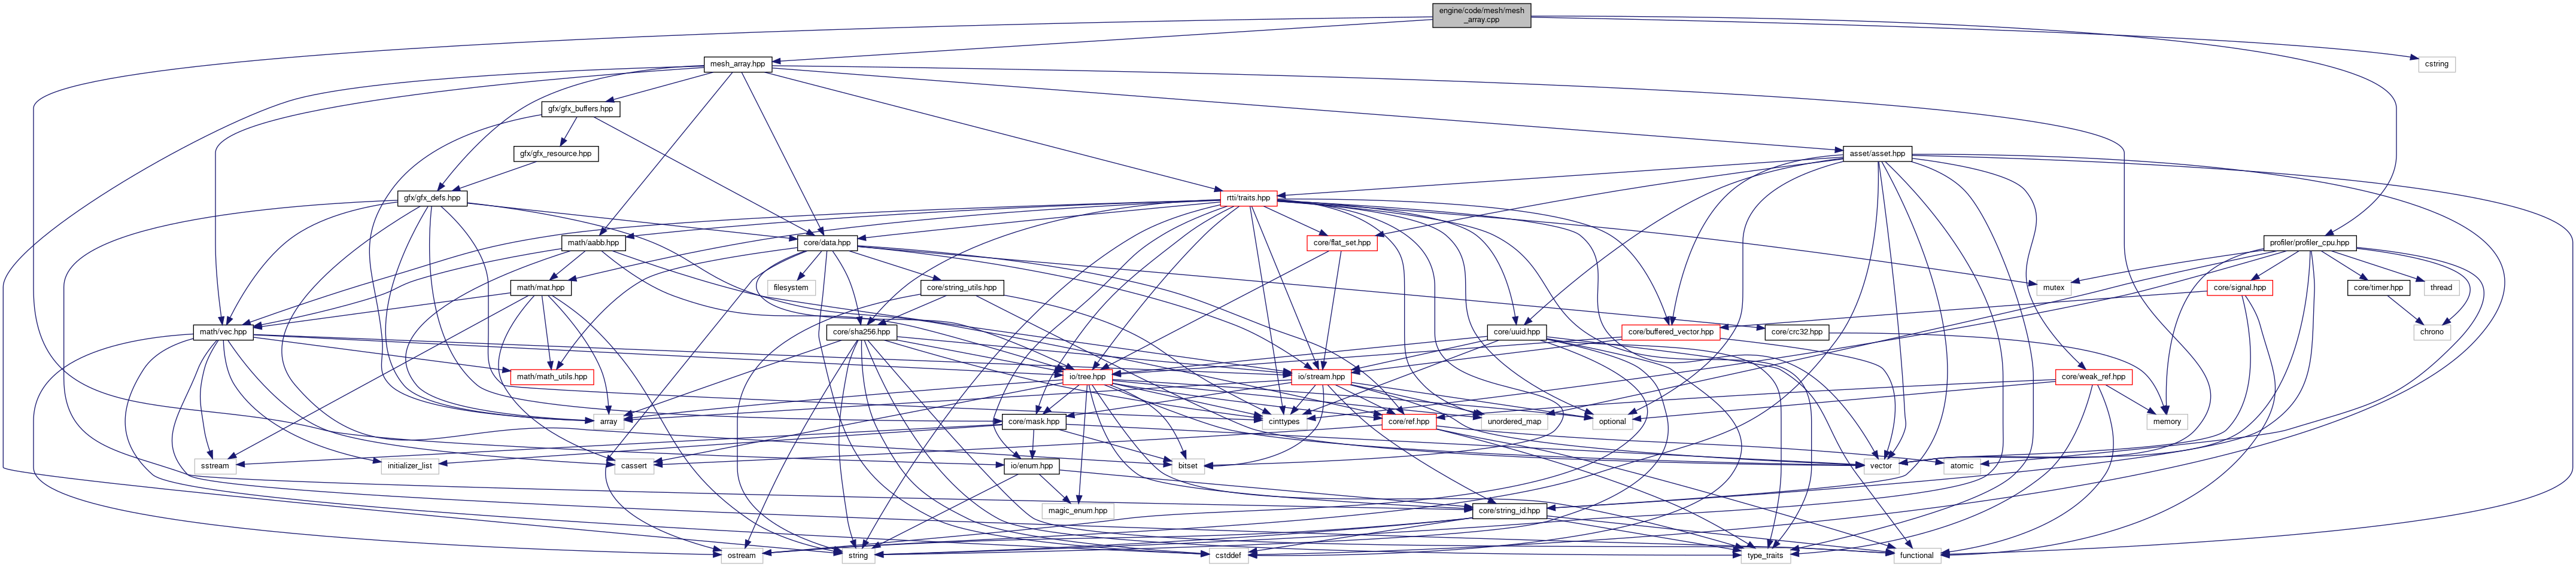 engine/code/mesh/mesh
_array.cpp
mesh_array.hpp
cstring
gfx/gfx_buffers.hpp
gfx/gfx_resource.hpp
asset/asset.hpp
gfx/gfx_defs.hpp
rtti/traits.hpp
math/aabb.hpp
core/data.hpp
core/flat_set.hpp
profiler/profiler_cpu.hpp
math/mat.hpp
filesystem
core/string_utils.hpp
mutex
core/signal.hpp
core/timer.hpp
thread
math/vec.hpp
core/sha256.hpp
core/uuid.hpp
core/buffered_vector.hpp
core/crc32.hpp
chrono
math/math_utils.hpp
io/tree.hpp
io/stream.hpp
core/weak_ref.hpp
array
core/mask.hpp
cinttypes
core/ref.hpp
unordered_map
optional
memory
sstream
initializer_list
cassert
io/enum.hpp
bitset
vector
atomic
magic_enum.hpp
core/string_id.hpp
ostream
string
cstddef
type_traits
functional